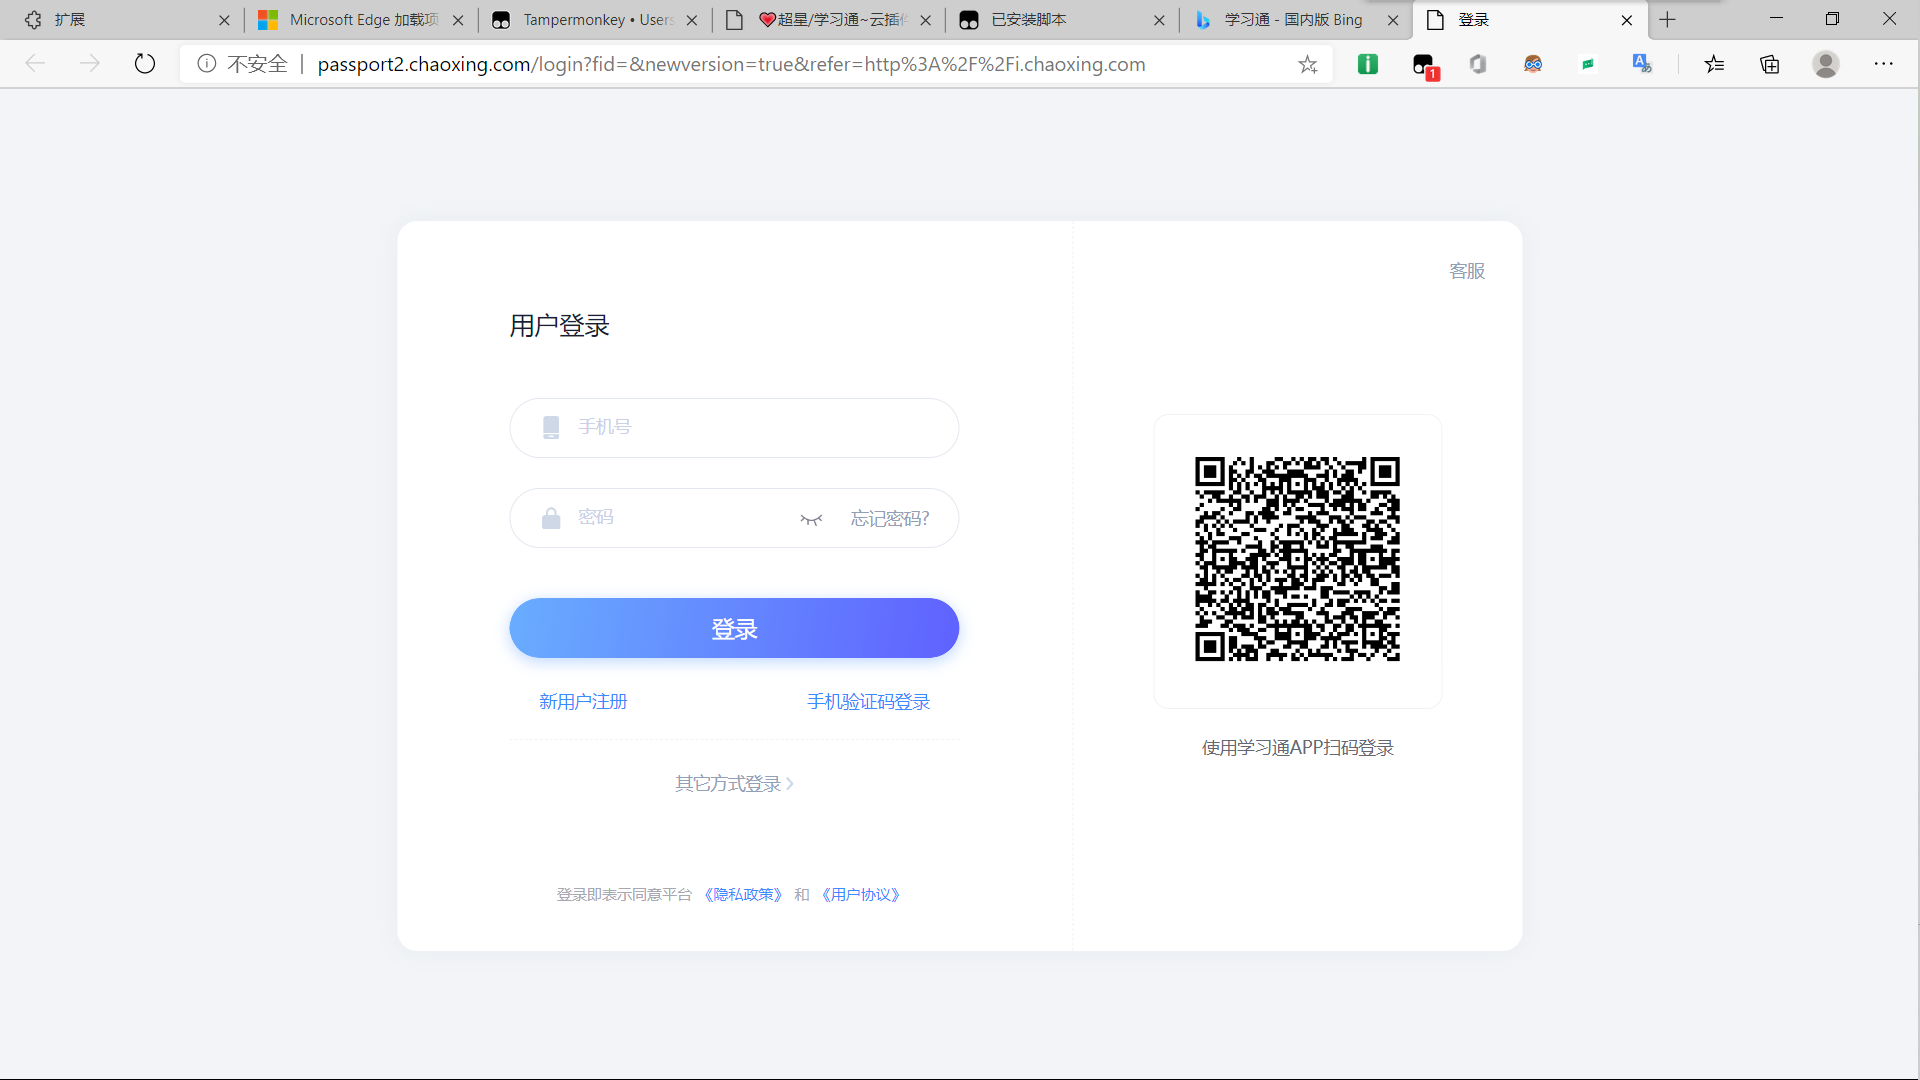 扩展
Microsoft Edge 加载项
Tampermonkey • Users
❤超星/学习通~云插件
已安装脚本
学习通 - 国内版 Bing
登录
不安全 | passport2.chaoxing.com/login?fid=&newversion=true&refer=http%3A%2F%2Fi.chaoxing.com
1
客服
用户登录
手机号
密码
忘记密码?
登录
新用户注册
手机验证码登录
使用学习通APP扫码登录
其它方式登录
登录即表示同意平台 《隐私政策》 和 《用户协议》